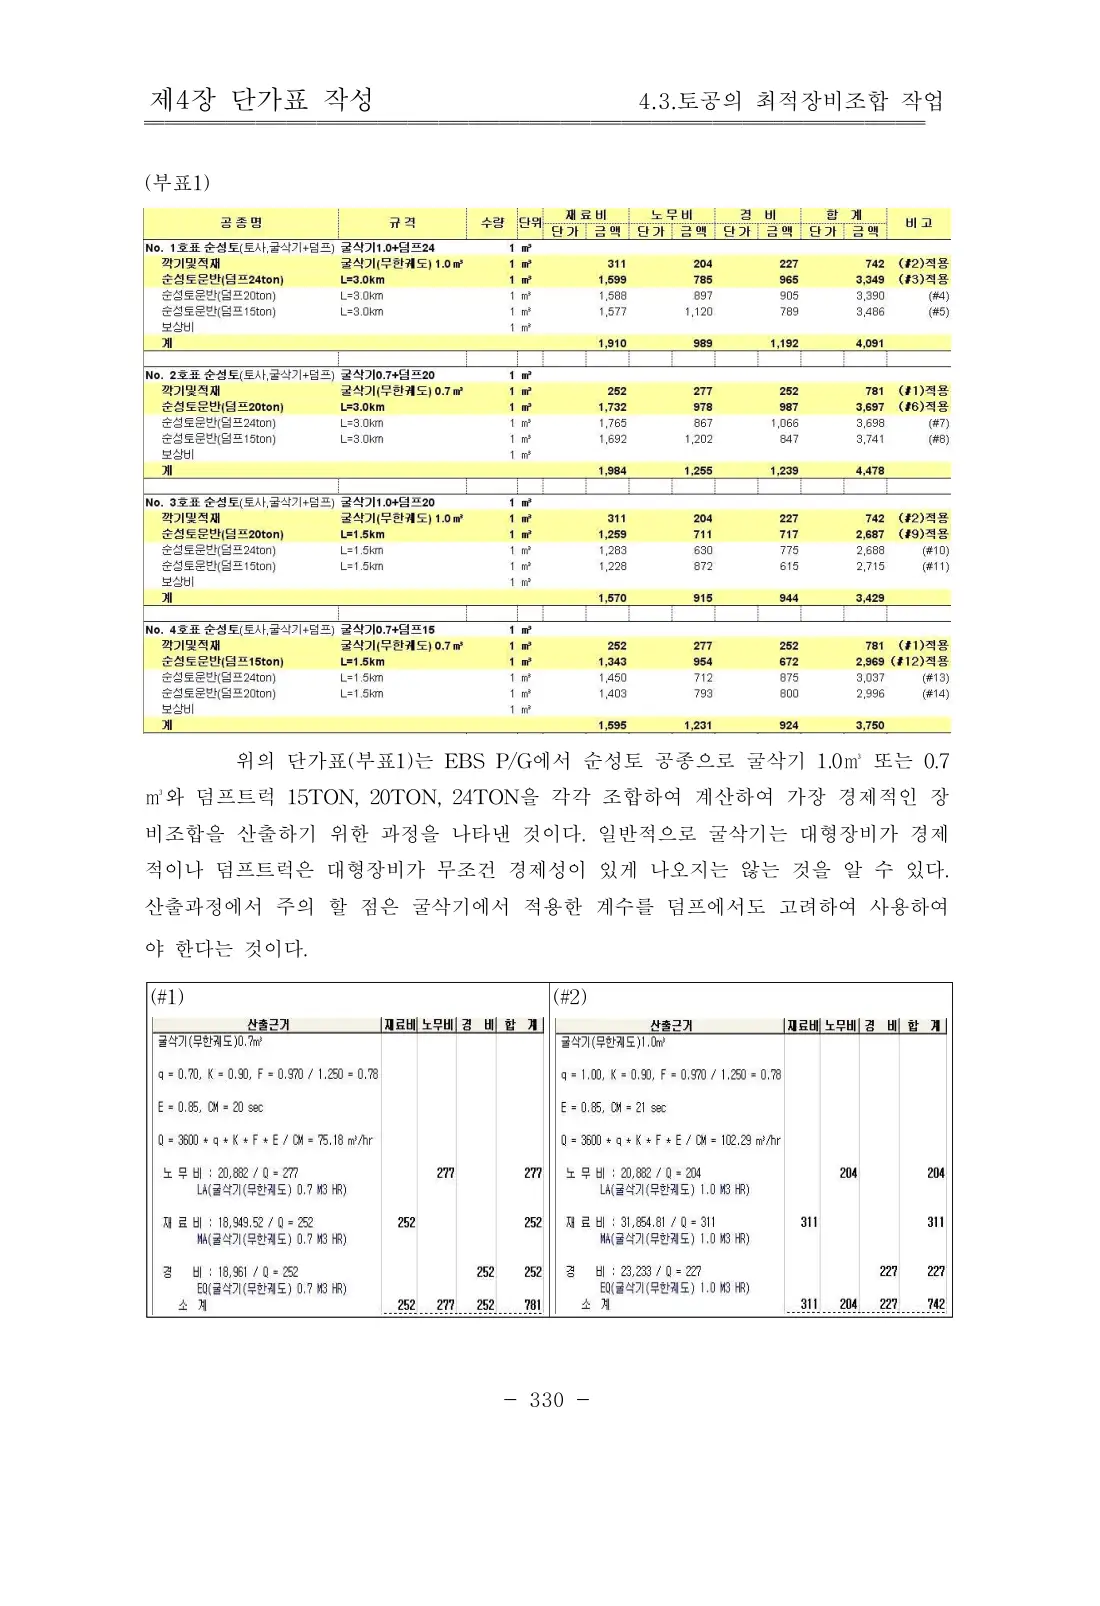 제4장 단가표 작성 4.3.토공의 최적장비조합 작업
(부표1)
공 종 명 규 격 수량 단위 재 료 비 노 무 비 경 비 합 계 비 고
단 가 금 액 단 가 금 액 단 가 금 액 단 가 금 액
No. 1호표 순성토(토사,굴삭기+덤프) 굴삭기1.0+덤프24 1 ㎥
깍기및적재 굴삭기(무한궤도) 1.0㎥ 1 ㎥ 311 204 227 742 (#2)적용
순성토운반(덤프24ton) L=3.0km 1 ㎥ 1,599 785 965 3,349 (#3)적용
순성토운반(덤프20ton) L=3.0km 1 ㎥ 1,588 897 905 3,390 (#4)
순성토운반(덤프15ton) L=3.0km 1 ㎥ 1,577 1,120 789 3,486 (#5)
보상비 1 ㎥
계 1,910 989 1,192 4,091
No. 2호표 순성토(토사,굴삭기+덤프) 굴삭기0.7+덤프20 1 ㎥
깍기및적재 굴삭기(무한궤도) 0.7㎥ 1 ㎥ 252 277 252 781 (#1)적용
순성토운반(덤프20ton) L=3.0km 1 ㎥ 1,732 978 987 3,697 (#6)적용
순성토운반(덤프24ton) L=3.0km 1 ㎥ 1,765 867 1,066 3,698 (#7)
순성토운반(덤프15ton) L=3.0km 1 ㎥ 1,692 1,202 847 3,741 (#8)
보상비 1 ㎥
계 1,984 1,255 1,239 4,478
No. 3호표 순성토(토사,굴삭기+덤프) 굴삭기1.0+덤프20 1 ㎥
깍기및적재 굴삭기(무한궤도) 1.0㎥ 1 ㎥ 311 204 227 742 (#2)적용
순성토운반(덤프20ton) L=1.5km 1 ㎥ 1,259 711 717 2,687 (#9)적용
순성토운반(덤프24ton) L=1.5km 1 ㎥ 1,283 630 775 2,688 (#10)
순성토운반(덤프15ton) L=1.5km 1 ㎥ 1,228 872 615 2,715 (#11)
보상비 1 ㎥
계 1,570 915 944 3,429
No. 4호표 순성토(토사,굴삭기+덤프) 굴삭기0.7+덤프15 1 ㎥
깍기및적재 굴삭기(무한궤도) 0.7㎥ 1 ㎥ 252 277 252 781 (#1)적용
순성토운반(덤프15ton) L=1.5km 1 ㎥ 1,343 954 672 2,969 (#12)적용
순성토운반(덤프24ton) L=1.5km 1 ㎥ 1,450 712 875 3,037 (#13)
순성토운반(덤프20ton) L=1.5km 1 ㎥ 1,403 793 800 2,996 (#14)
보상비 1 ㎥
계 1,595 1,231 924 3,750
위의 단가표(부표1)는 EBS P/G에서 순성토 공종으로 굴삭기 1.0㎥ 또는 0.7
㎥와 덤프트럭 15TON, 20TON, 24TON을 각각 조합하여 계산하여 가장 경제적인 장
비조합을 산출하기 위한 과정을 나타낸 것이다. 일반적으로 굴삭기는 대형장비가 경제
적이나 덤프트럭은 대형장비가 무조건 경제성이 있게 나오지는 않는 것을 알 수 있다.
산출과정에서 주의 할 점은 굴삭기에서 적용한 계수를 덤프에서도 고려하여 사용하여
야 한다는 것이다.
(#1)
산출근거 재료비 노무비 경 비 합 계
굴삭기(무한궤도)0.7㎥
q = 0.70, K = 0.90, F = 0.970 / 1.250 = 0.78
E = 0.85, CM = 20 sec
Q = 3600 * q * K * F * E / CM = 75.18 ㎥/hr
노 무 비 : 20,882 / Q = 277 277 277
LA(굴삭기(무한궤도) 0.7 M3 HR)
재 료 비 : 18,949.52 / Q = 252 252 252
MA(굴삭기(무한궤도) 0.7 M3 HR)
경 비 : 18,961 / Q = 252 252 252
EQ(굴삭기(무한궤도) 0.7 M3 HR)
소 계 252 277 252 781
(#2)
산출근거 재료비 노무비 경 비 합 계
굴삭기(무한궤도)1.0㎥
q = 1.00, K = 0.90, F = 0.970 / 1.250 = 0.78
E = 0.85, CM = 21 sec
Q = 3600 * q * K * F * E / CM = 102.29 ㎥/hr
노 무 비 : 20,882 / Q = 204 204 204
LA(굴삭기(무한궤도) 1.0 M3 HR)
재 료 비 : 31,854.81 / Q = 311 311 311
MA(굴삭기(무한궤도) 1.0 M3 HR)
경 비 : 23,233 / Q = 227 227 227
EQ(굴삭기(무한궤도) 1.0 M3 HR)
소 계 311 204 227 742
- 330 -